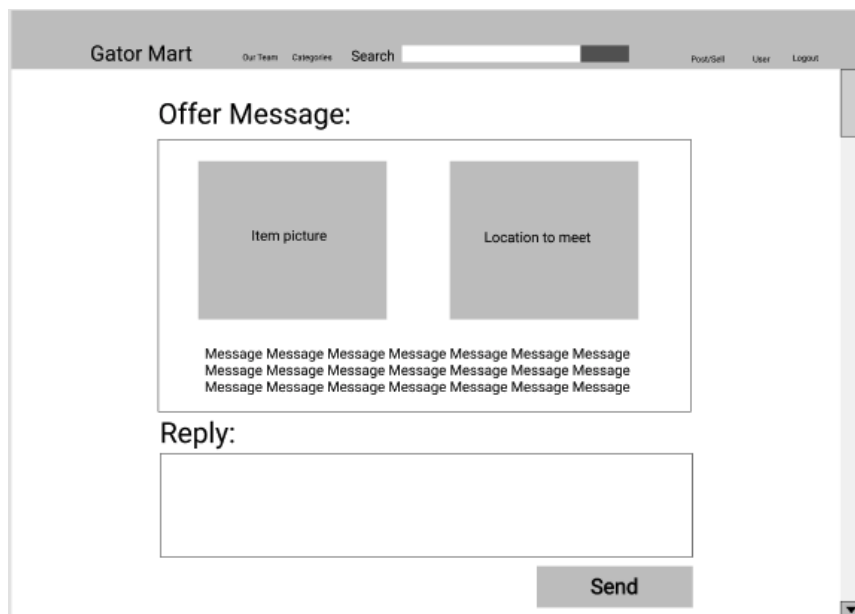 Gator Mart Our Team Categories Search Post/Sell User Logout
Offer Message:
Item picture
Location to meet
Message Message Message Message Message Message Message
Message Message Message Message Message Message Message
Message Message Message Message Message Message Message
Reply:
Send